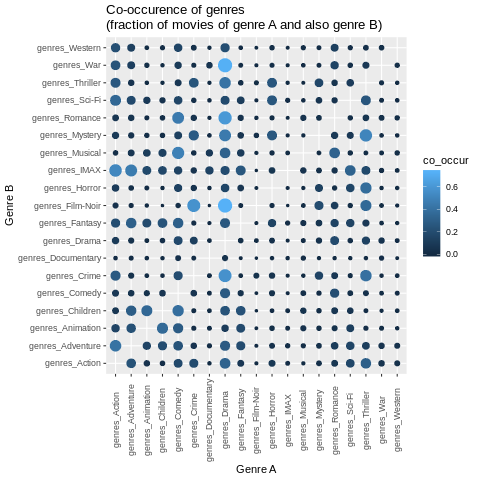 Co-occurence of genres
(fraction of movies of genre A and also genre B)
genres_Western
genres_War
genres_Thriller
genres_Sci-Fi
genres_Romance
genres_Mystery
genres_Musical
genres_IMAX
genres_Horror
genres_Film-Noir
genres_Fantasy
genres_Drama
genres_Documentary
genres_Crime
genres_Comedy
genres_Children
genres_Animation
genres_Adventure
genres_Action
Genre B
genres_Action
genres_Adventure
genres_Animation
genres_Children
genres_Comedy
genres_Crime
genres_Documentary
genres_Drama
genres_Fantasy
genres_Film-Noir
genres_Horror
genres_IMAX
genres_Musical
genres_Mystery
genres_Romance
genres_Sci-Fi
genres_Thriller
genres_War
genres_Western
Genre A
co_occur
0.6
0.4
0.2
0.0